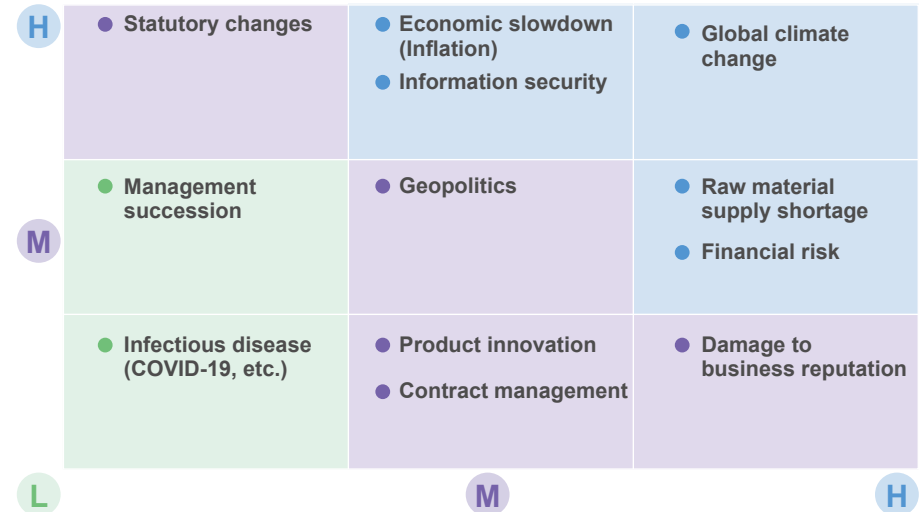 H
Statutory changes
Economic slowdown
(Inflation)
Information security
Global climate
change
M
Management
succession
Geopolitics
Raw material
supply shortage
Financial risk
Infectious disease
(COVID-19, etc.)
Product innovation
Contract management
Damage to
business reputation
L
M
H